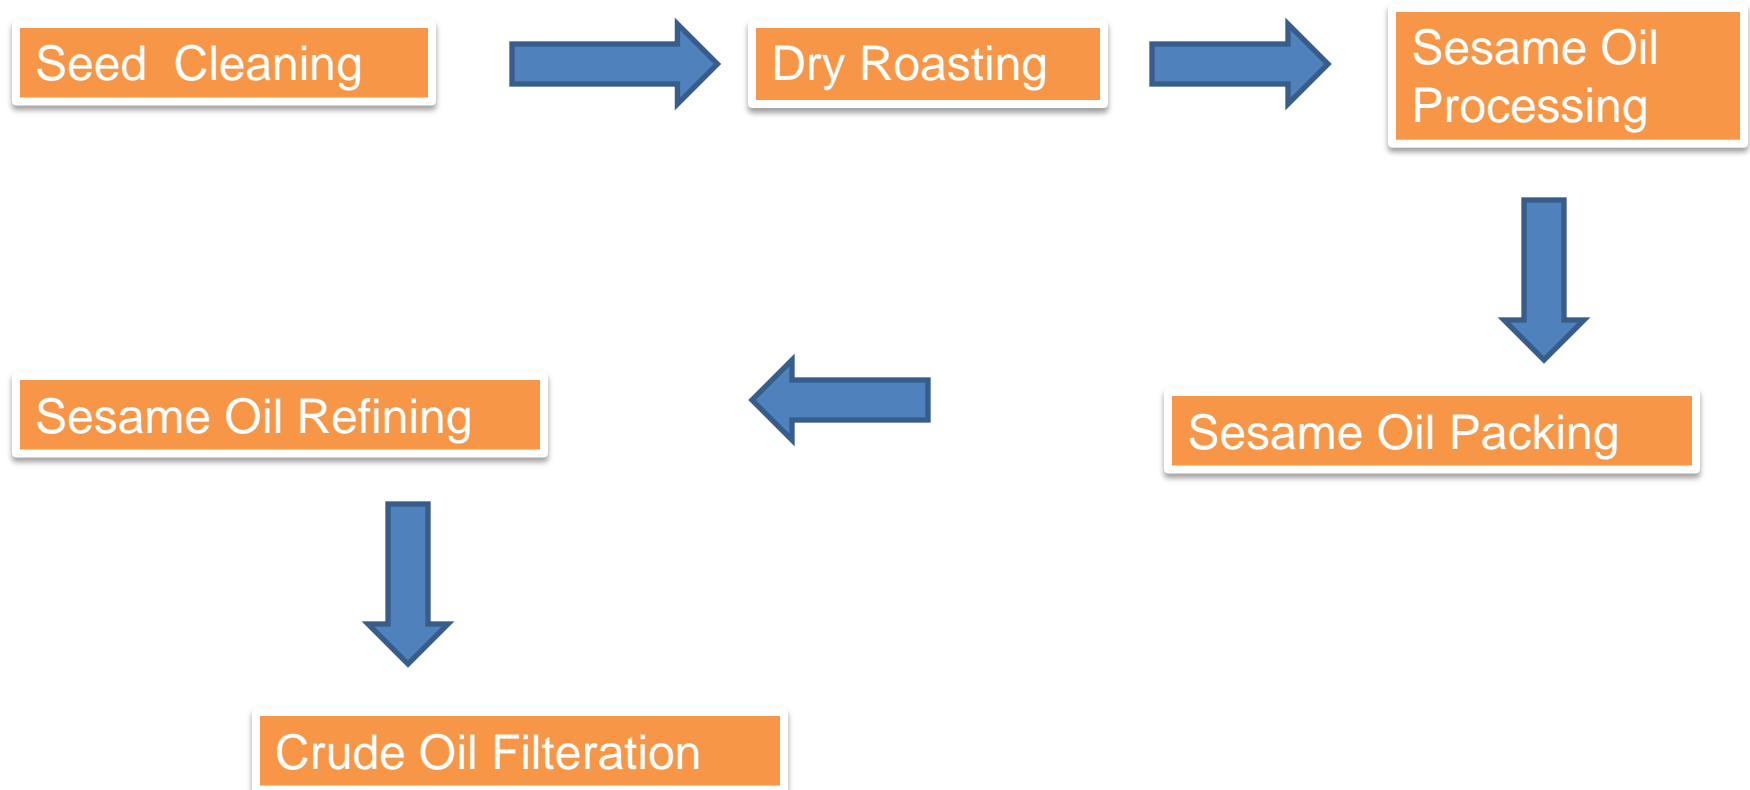 Seed  Cleaning
Dry Roasting
Sesame Oil
Processing
Sesame Oil Packing
Sesame Oil Refining
Crude Oil Filteration